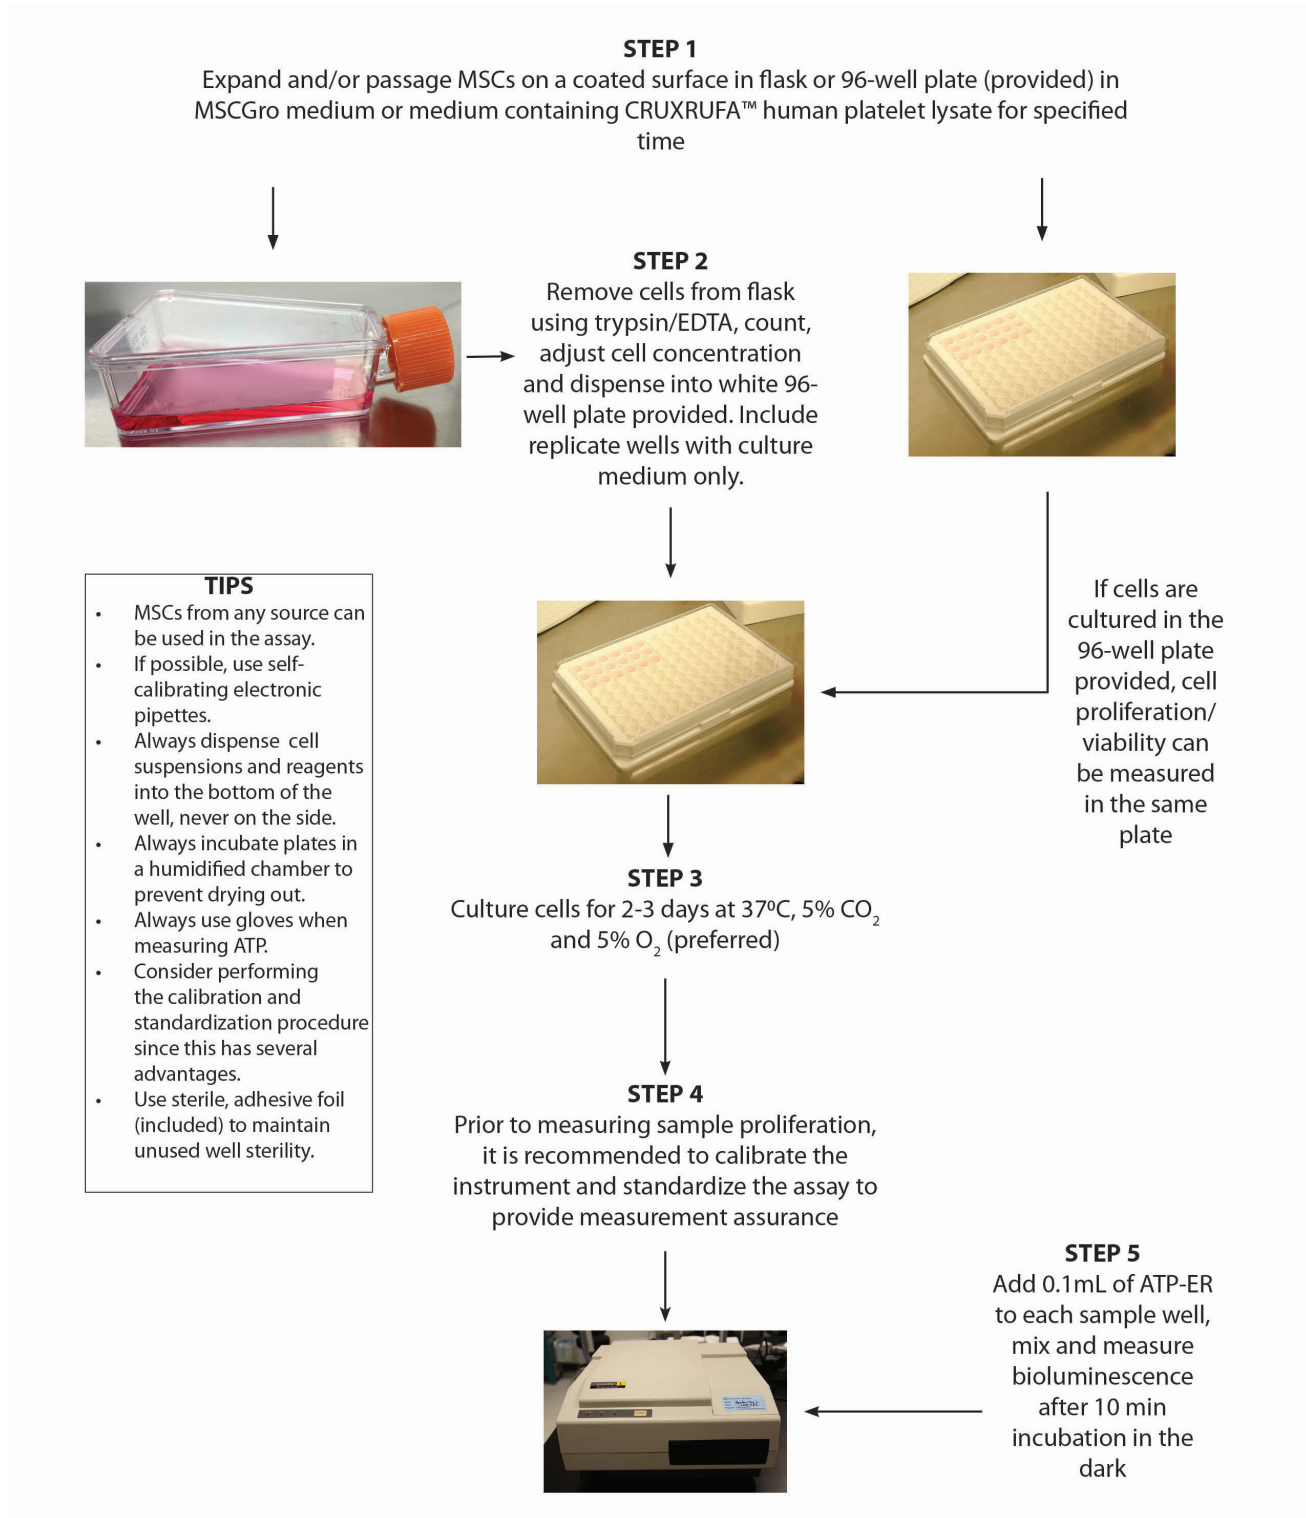 STEP 1
Expand and/or passage MSCs on a coated surface in flask or 96-well plate (provided) in
MSCGro medium or medium containing CRUXRUFA™ human platelet lysate for specified
time
STEP 2
Remove cells from flask
using trypsin/EDTA, count,
adjust cell concentration
and dispense into white 96-
well plate provided. Include
replicate wells with culture
medium only.
If cells are
cultured in the
96-well plate
provided, cell
proliferation/
viability can
be measured
in the same
plate
TIPS
• MSCs from any source can
be used in the assay.
• If possible, use self-
calibrating electronic
pipettes.
• Always dispense cell
suspensions and reagents
into the bottom of the
well, never on the side.
• Always incubate plates in
a humidified chamber to
prevent drying out.
• Always use gloves when
measuring ATP.
• Consider performing
the calibration and
standardization procedure
since this has several
advantages.
• Use sterile, adhesive foil
(included) to maintain
unused well sterility.
STEP 3
Culture cells for 2-3 days at 37⁰C, 5% CO₂
and 5% O₂ (preferred)
STEP 4
Prior to measuring sample proliferation,
it is recommended to calibrate the
instrument and standardize the assay to
provide measurement assurance
STEP 5
Add 0.1mL of ATP-ER
to each sample well,
mix and measure
bioluminescence
after 10 min
incubation in the
dark